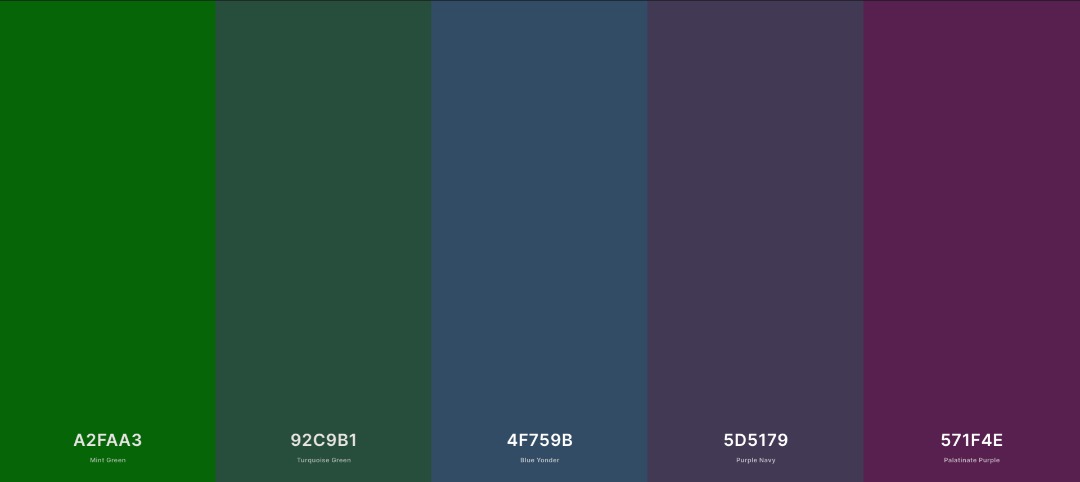 A2FAA3
Mint Green
92C9B1
Turquoise Green
4F759B
Blue Yonder
5D5179
Purple Navy
571F4E
Palatinate Purple